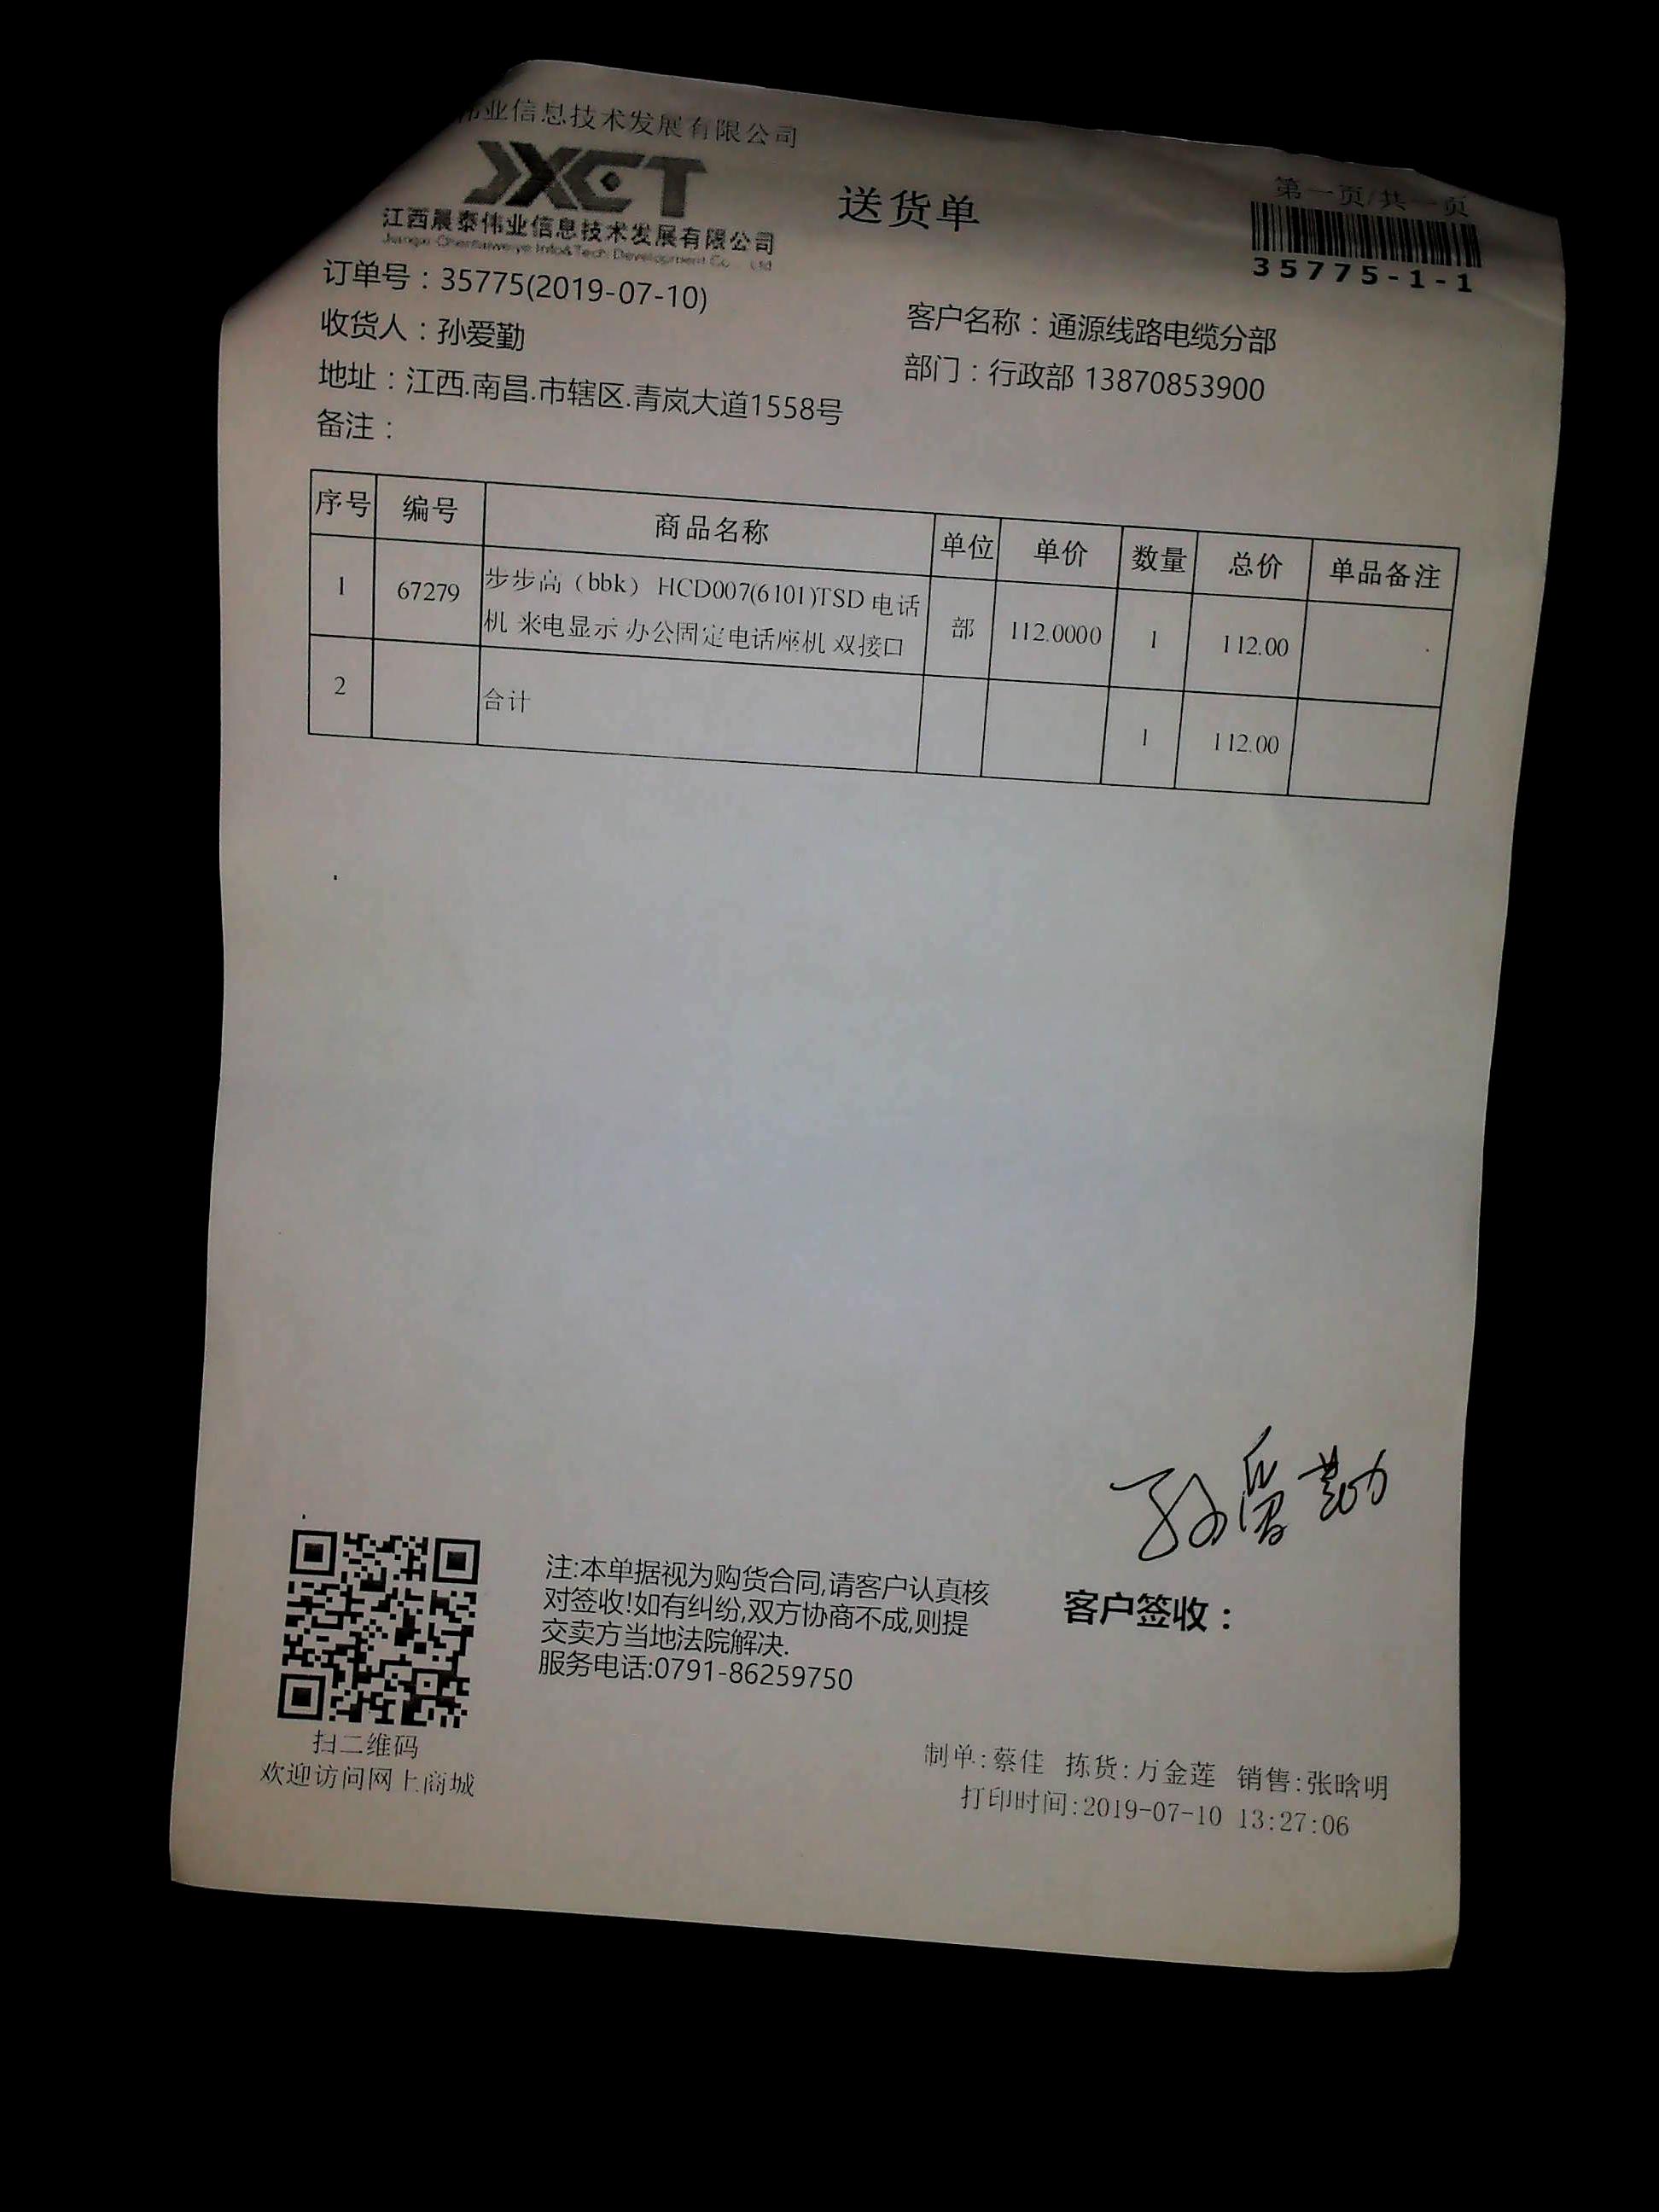 伟业信息技术发展有限公司
第一页/共一页
JXCT
送货单
江西晨泰伟业信息技术发展有限公司
Jiangxi Chentaiweiye Info&Tech Development Co Ltd
35775-1-1
订单号：35775(2019-07-10)
收货人：孙爱勤
客户名称：通源线路电缆分部
地址：江西.南昌.市辖区.青岚大道1558号
部门：行政部 13870853900
备注：
序号 编号 商品名称 单位 单价 数量 总价 单品备注
1 67279 步步高（bbk） HCD007(6101)TSD 电话
机 来电显示 办公固定电话座机 双接口 部 112.0000 1 112.00
2 合计 1 112.00
孙爱勤
注:本单据视为购货合同,请客户认真核
对签收!如有纠纷,双方协商不成,则提
交卖方当地法院解决.
服务电话:0791-86259750
客户签收：
扫二维码
欢迎访问网上商城
制单:蔡佳 拣货:万金莲 销售:张晗明
打印时间:2019-07-10 13:27:06